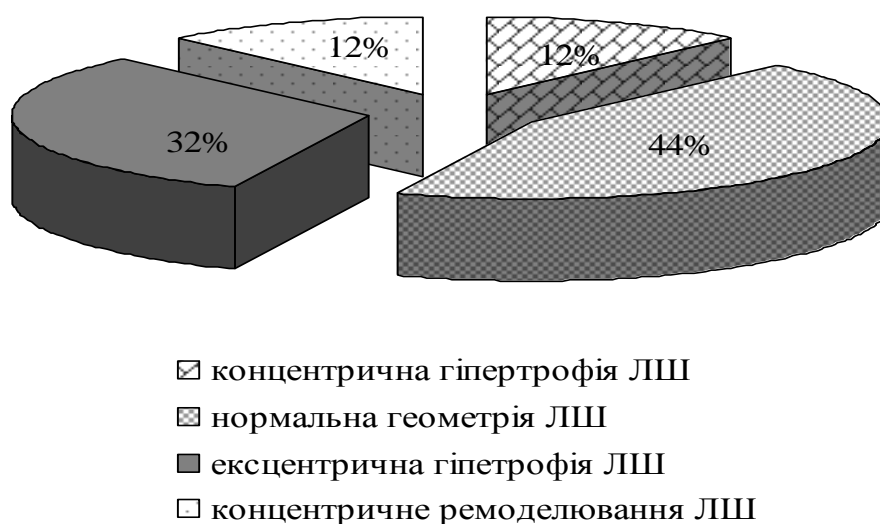 12%
12%
32%
44%
концентрична гіпертрофія ЛШ
нормальна геометрія ЛШ
ексцентрична гіпетрофія ЛШ
концентричне ремоделювання ЛШ